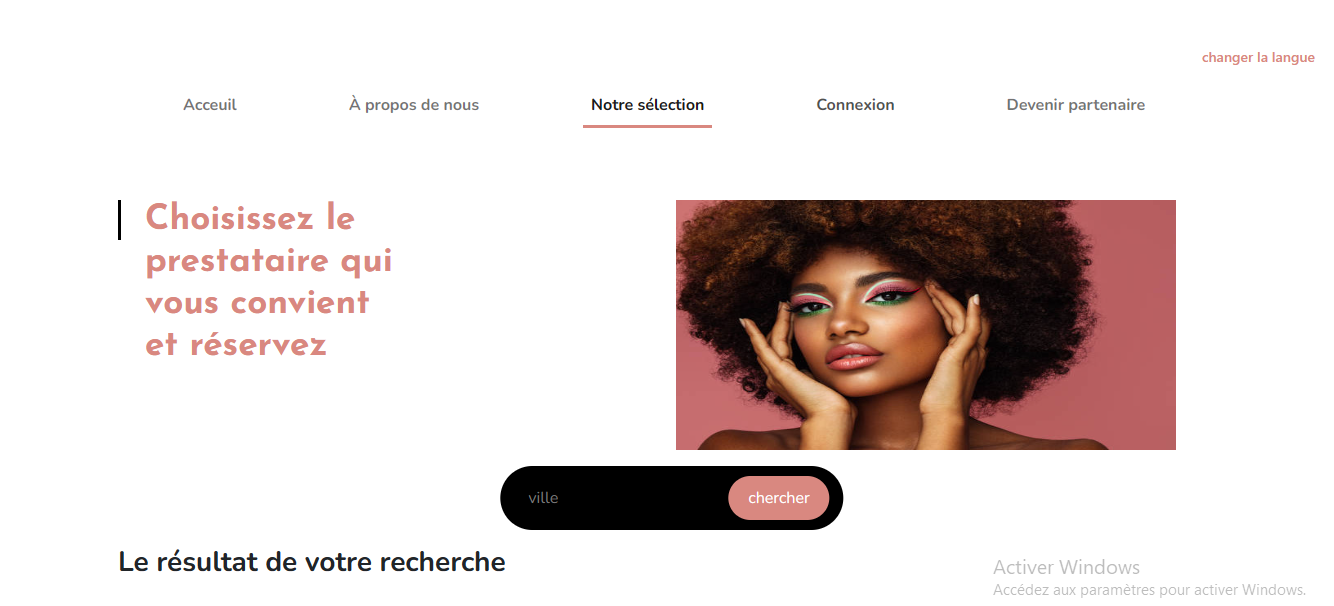 changer la langue
Acceuil À propos de nous Notre sélection Connexion Devenir partenaire
Choisissez le
prestataire qui
vous convient
et réservez
ville chercher
Le résultat de votre recherche
Activer Windows
Accédez aux paramètres pour activer Windows.